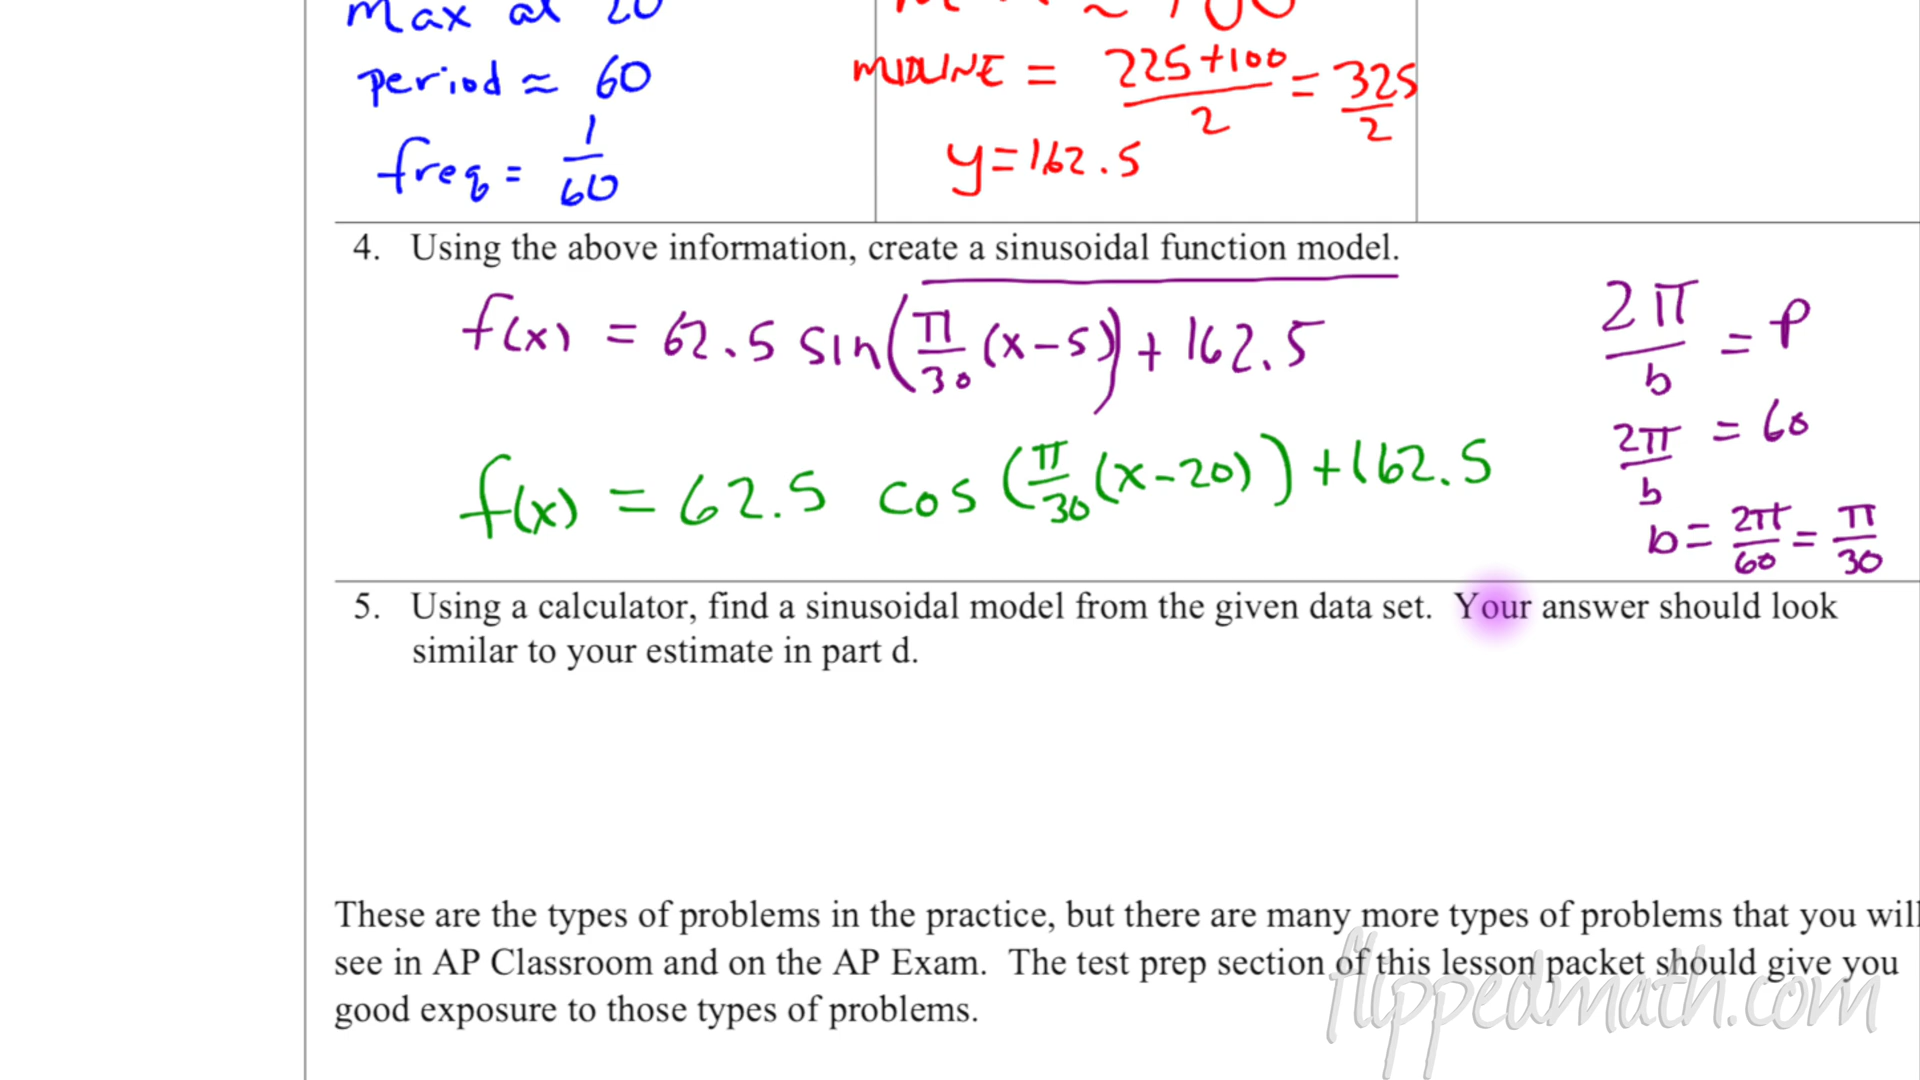 max at 20
period ≈ 60
freq = 1/60
MIDLINE = 225+100/2 = 325/2
y=162.5
4. Using the above information, create a sinusoidal function model.
f(x) = 62.5 sin(π/30 (x-5)) + 162.5
f(x) = 62.5 cos (π/30 (x-20)) +162.5
2π/b = p
2π/b = 60
b = 2π/60 = π/30
5. Using a calculator, find a sinusoidal model from the given data set. Your answer should look
similar to your estimate in part d.
These are the types of problems in the practice, but there are many more types of problems that you will
see in AP Classroom and on the AP Exam. The test prep section of this lesson packet should give you
good exposure to those types of problems.
flippedmath.com